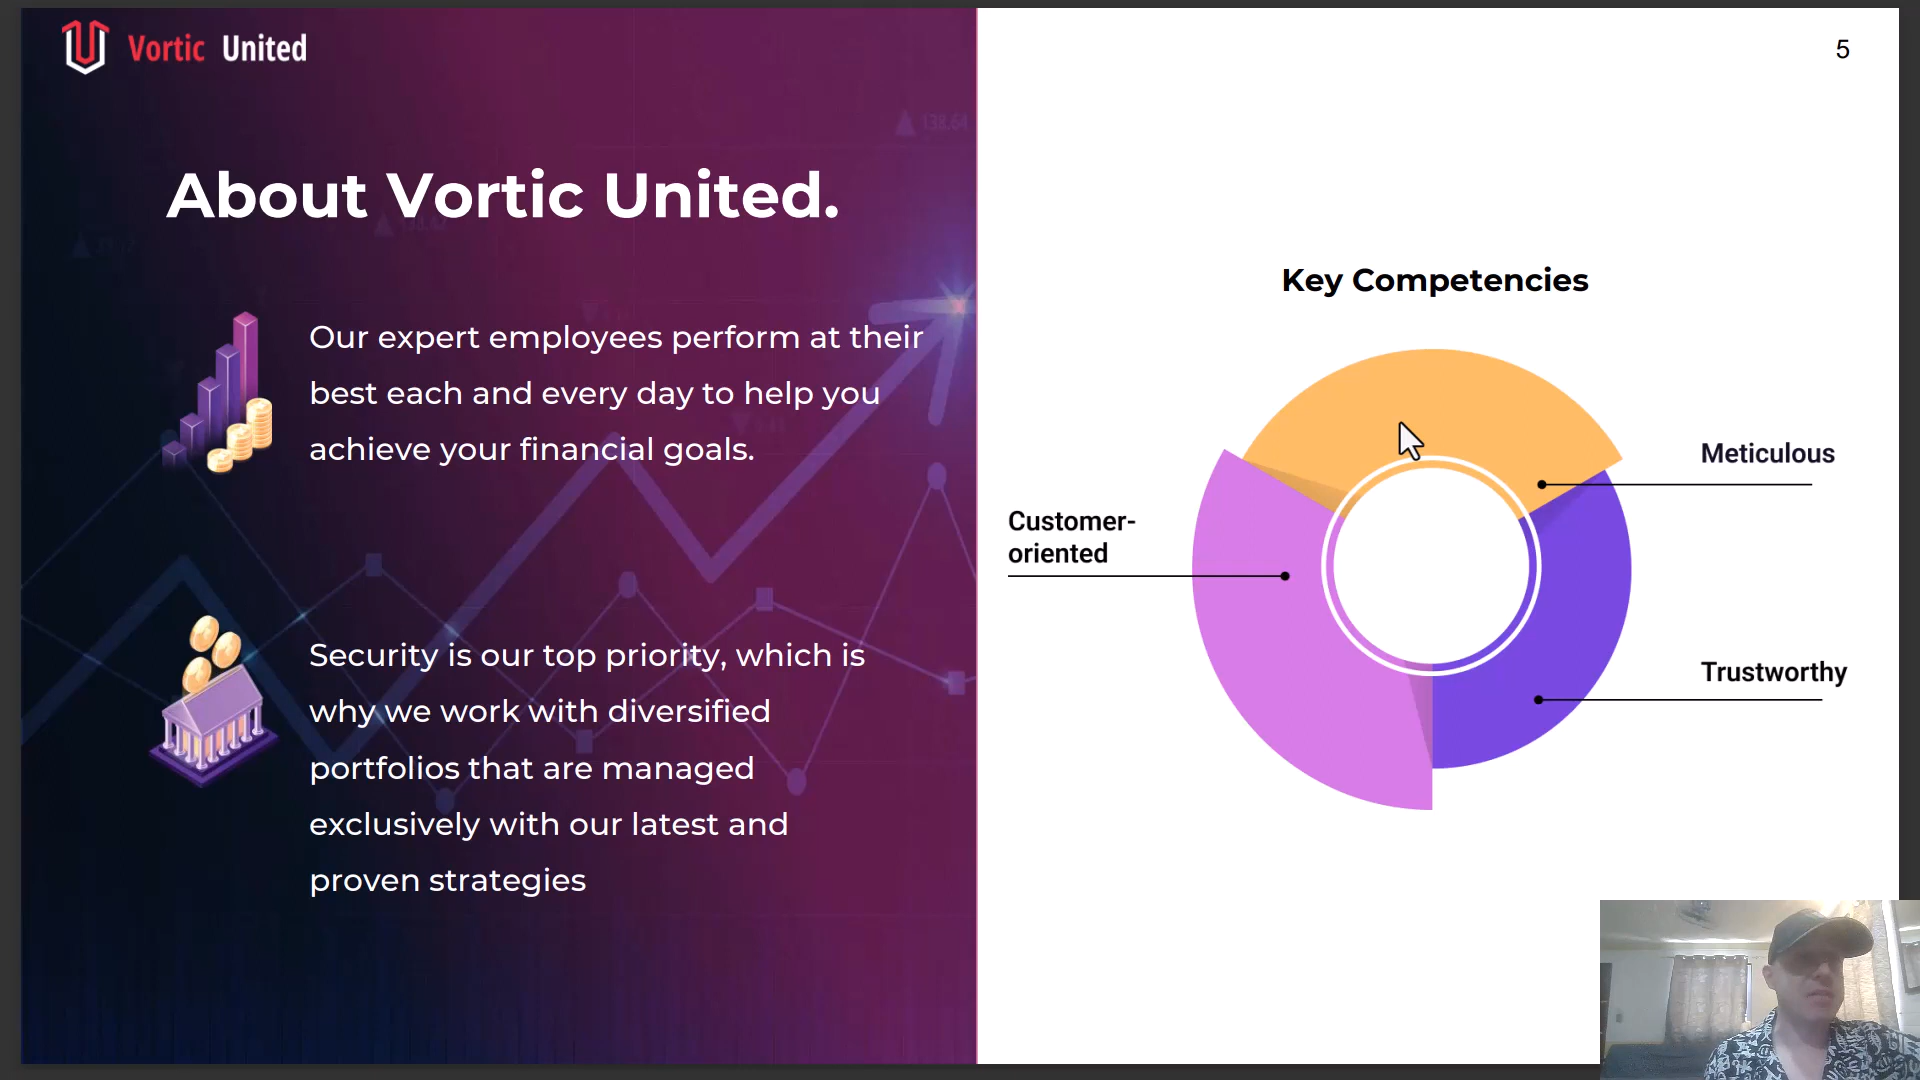 Vortic United
5
138.64
About Vortic United.
Our expert employees perform at their
best each and every day to help you
achieve your financial goals.
Security is our top priority, which is
why we work with diversified
portfolios that are managed
exclusively with our latest and
proven strategies
Key Competencies
Meticulous
Customer-
oriented
Trustworthy